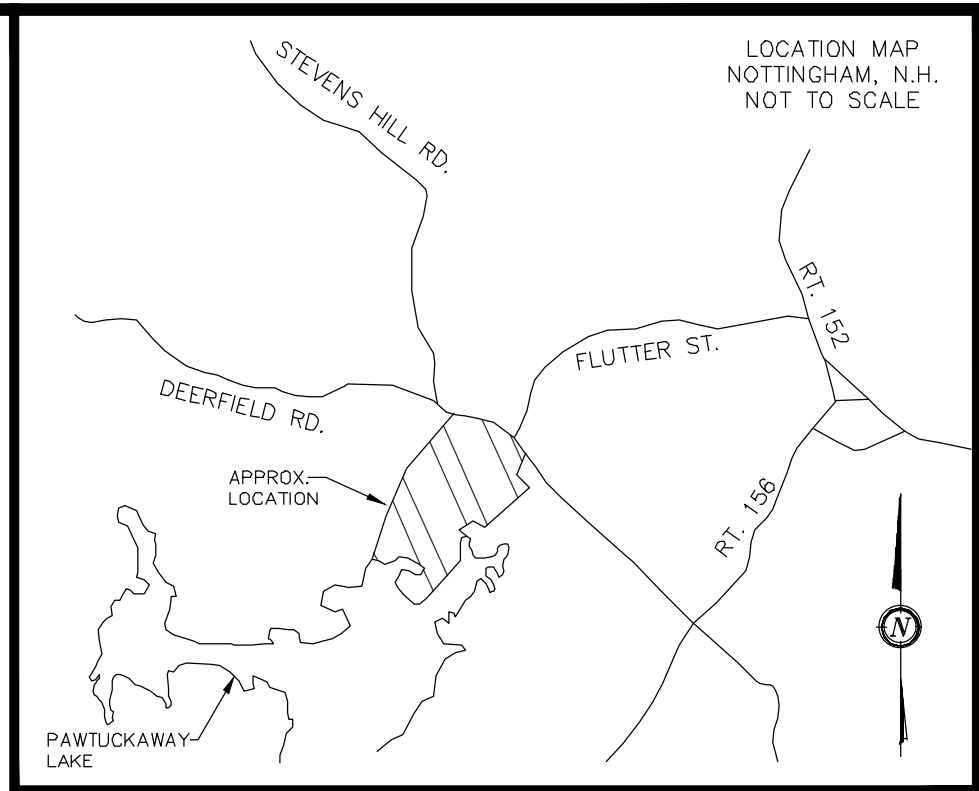 LOCATION MAP
NOTTINGHAM, N.H.
NOT TO SCALE
STEVENS HILL RD.
RT. 152
FLUTTER ST.
DEERFIELD RD.
APPROX.
LOCATION
RT. 156
N
PAWTUCKAWAY
LAKE